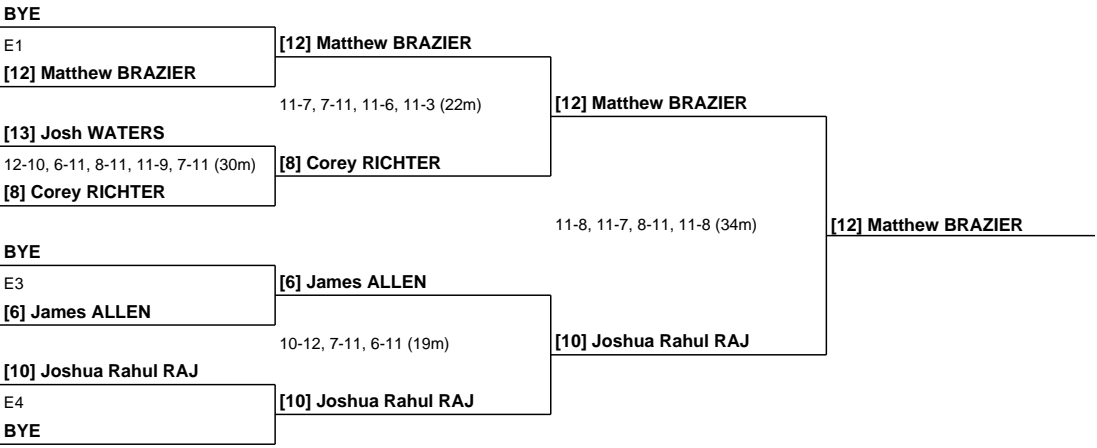 BYE
E1
[12] Matthew BRAZIER
[12] Matthew BRAZIER
11-7, 7-11, 11-6, 11-3 (22m)
[12] Matthew BRAZIER
[13] Josh WATERS
12-10, 6-11, 8-11, 11-9, 7-11 (30m)
[8] Corey RICHTER
[8] Corey RICHTER
11-8, 11-7, 8-11, 11-8 (34m)
[12] Matthew BRAZIER
BYE
E3
[6] James ALLEN
[6] James ALLEN
10-12, 7-11, 6-11 (19m)
[10] Joshua Rahul RAJ
[10] Joshua Rahul RAJ
E4
[10] Joshua Rahul RAJ
BYE